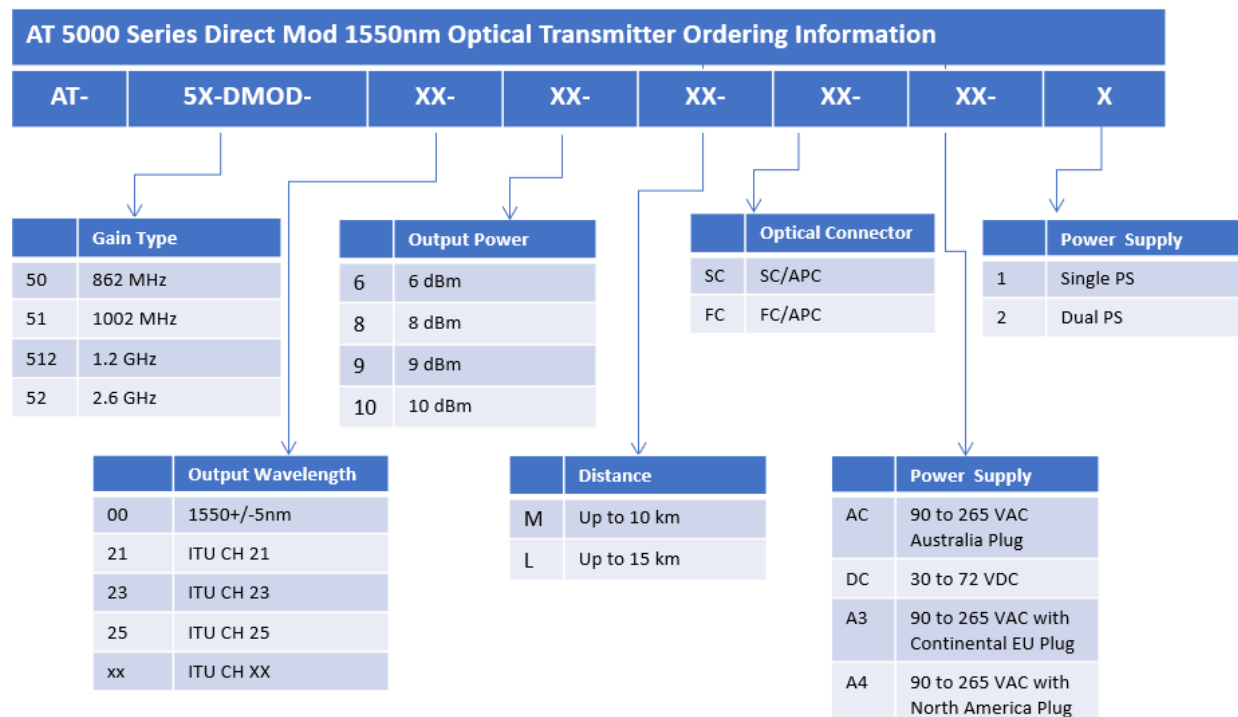 AT 5000 Series Direct Mod 1550nm Optical Transmitter Ordering Information
AT- 5X-DMOD- XX- XX- XX- XX- XX- X
Gain Type
50 862 MHz
51 1002 MHz
512 1.2 GHz
52 2.6 GHz
Output Power
6 6 dBm
8 8 dBm
9 9 dBm
10 10 dBm
Optical Connector
SC SC/APC
FC FC/APC
Power Supply
1 Single PS
2 Dual PS
Output Wavelength
00 1550+/-5nm
21 ITU CH 21
23 ITU CH 23
25 ITU CH 25
xx ITU CH XX
Distance
M Up to 10 km
L Up to 15 km
Power Supply
AC 90 to 265 VAC
Australia Plug
DC 30 to 72 VDC
A3 90 to 265 VAC with
Continental EU Plug
A4 90 to 265 VAC with
North America Plug